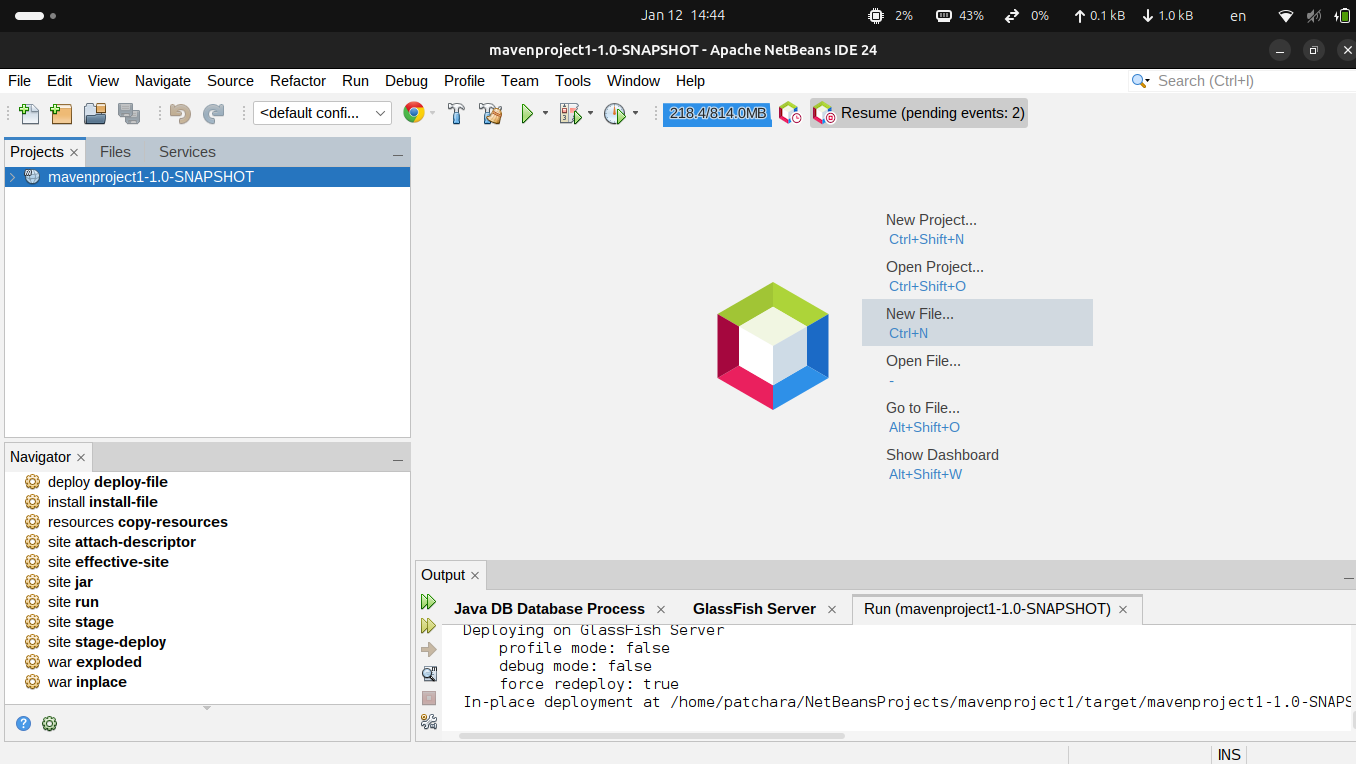 Jan 12 14:44
2%
43%
0%
0.1 kB
1.0 kB
en
mavenproject1-1.0-SNAPSHOT - Apache NetBeans IDE 24
File Edit View Navigate Source Refactor Run Debug Profile Team Tools Window Help
Search (Ctrl+I)
<default confi...
218.4/814.0MB
Resume (pending events: 2)
Projects
Files
Services
mavenproject1-1.0-SNAPSHOT
New Project...
Ctrl+Shift+N
Open Project...
Ctrl+Shift+O
New File...
Ctrl+N
Open File...
-
Go to File...
Alt+Shift+O
Show Dashboard
Alt+Shift+W
Navigator
deploy deploy-file
install install-file
resources copy-resources
site attach-descriptor
site effective-site
site jar
site run
site stage
site stage-deploy
war exploded
war inplace
Output
Java DB Database Process
GlassFish Server
Run (mavenproject1-1.0-SNAPSHOT)
Deploying on GlassFish Server
profile mode: false
debug mode: false
force redeploy: true
In-place deployment at /home/patchara/NetBeansProjects/mavenproject1/target/mavenproject1-1.0-SNAPS
INS